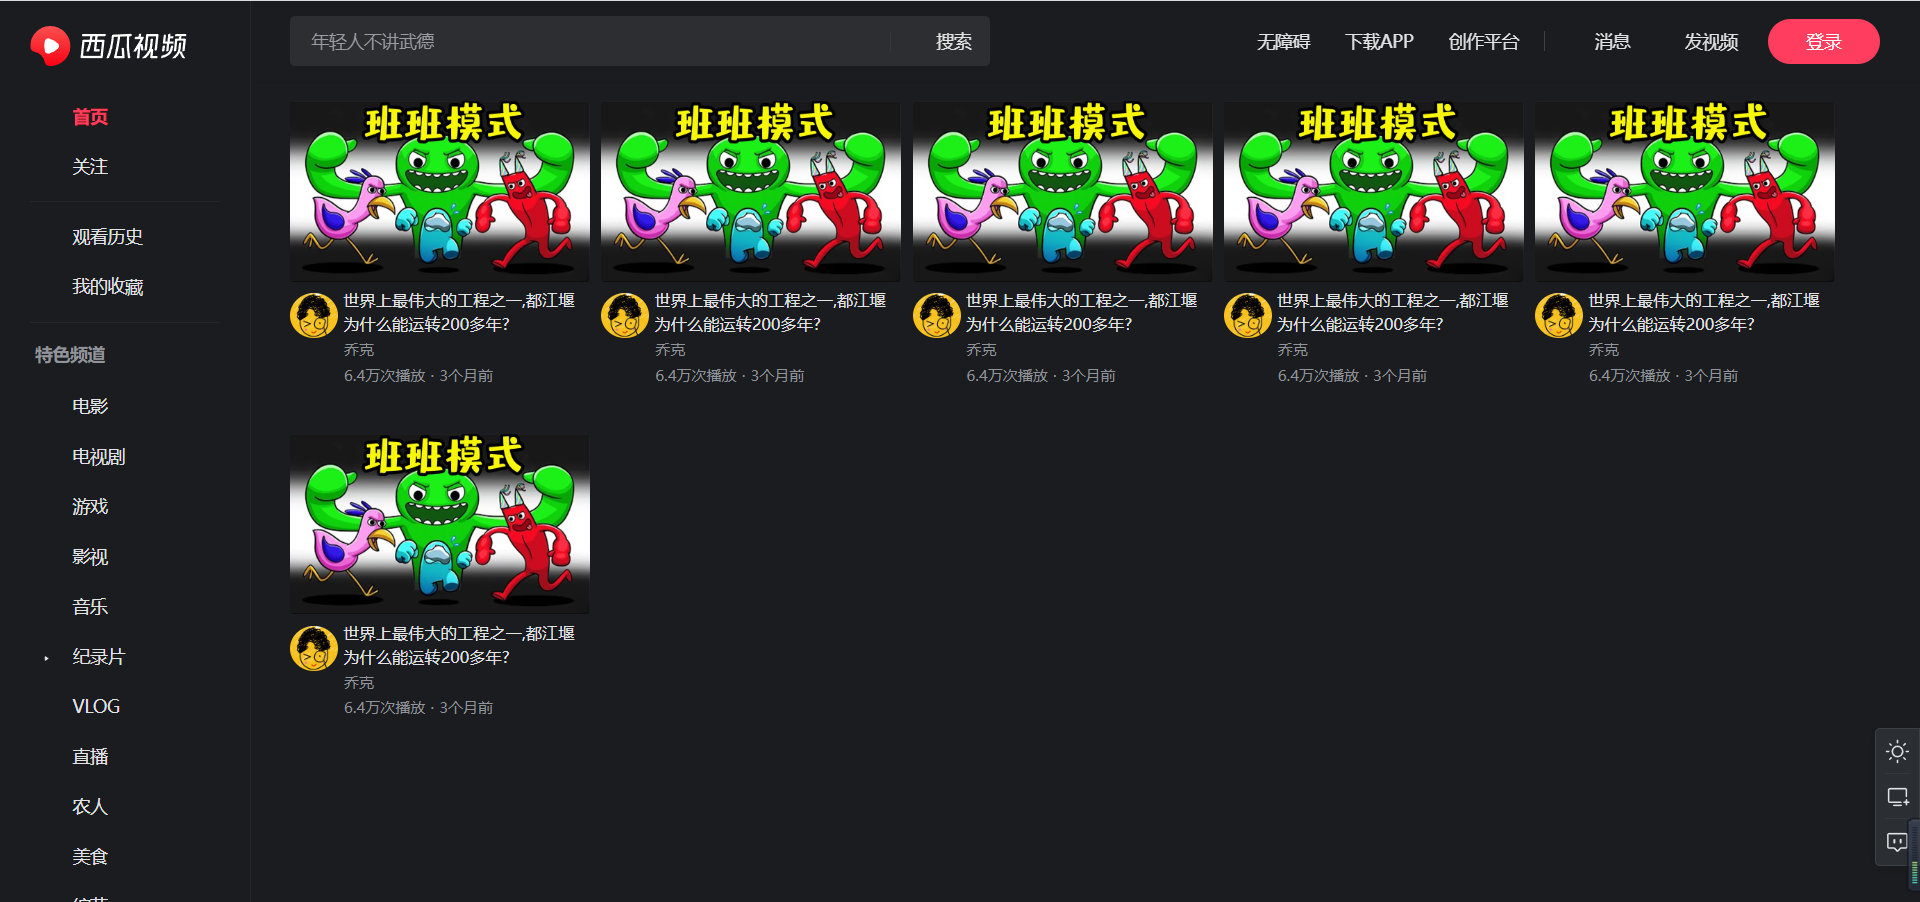 西瓜视频
年轻人不讲武德
搜索
无障碍
下载APP
创作平台
消息
发视频
登录
首页
关注
观看历史
我的收藏
特色频道
电影
电视剧
游戏
影视
音乐
纪录片
VLOG
直播
农人
美食
班班模式
世界上最伟大的工程之一,都江堰
为什么能运转200多年?
乔克
6.4万次播放 · 3个月前
班班模式
世界上最伟大的工程之一,都江堰
为什么能运转200多年?
乔克
6.4万次播放 · 3个月前
班班模式
世界上最伟大的工程之一,都江堰
为什么能运转200多年?
乔克
6.4万次播放 · 3个月前
班班模式
世界上最伟大的工程之一,都江堰
为什么能运转200多年?
乔克
6.4万次播放 · 3个月前
班班模式
世界上最伟大的工程之一,都江堰
为什么能运转200多年?
乔克
6.4万次播放 · 3个月前
班班模式
世界上最伟大的工程之一,都江堰
为什么能运转200多年?
乔克
6.4万次播放 · 3个月前